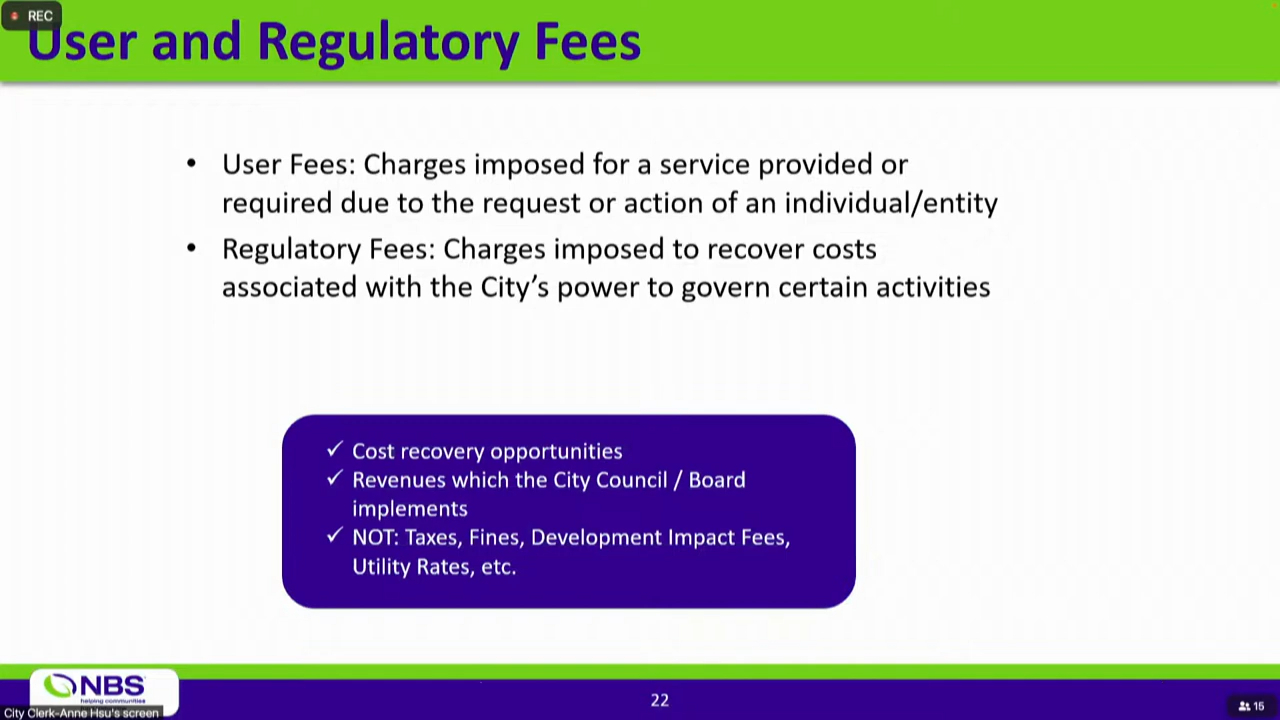 REC
User and Regulatory Fees
• User Fees: Charges imposed for a service provided or
required due to the request or action of an individual/entity
• Regulatory Fees: Charges imposed to recover costs
associated with the City’s power to govern certain activities
✓ Cost recovery opportunities
✓ Revenues which the City Council / Board
implements
✓ NOT: Taxes, Fines, Development Impact Fees,
Utility Rates, etc.
NBS
helping communities
City Clerk-Anne Hsu's screen
22
15